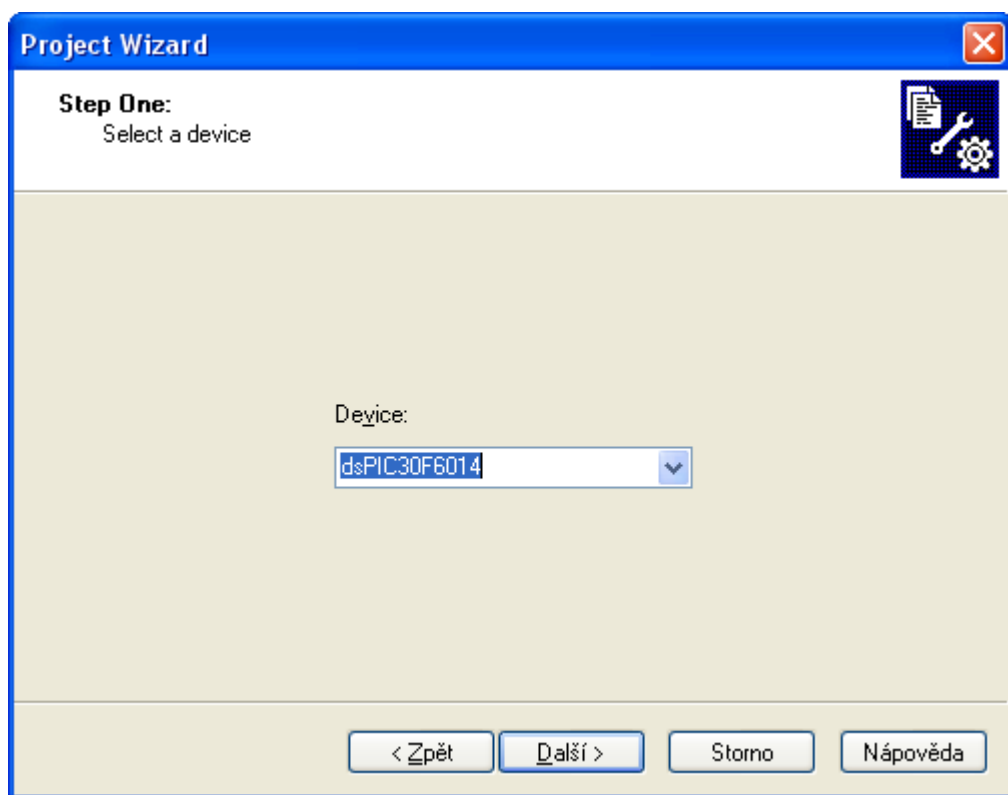 Project Wizard
Step One:
Select a device
Device:
dsPIC30F6014
< Zpět
Další >
Storno
Nápověda